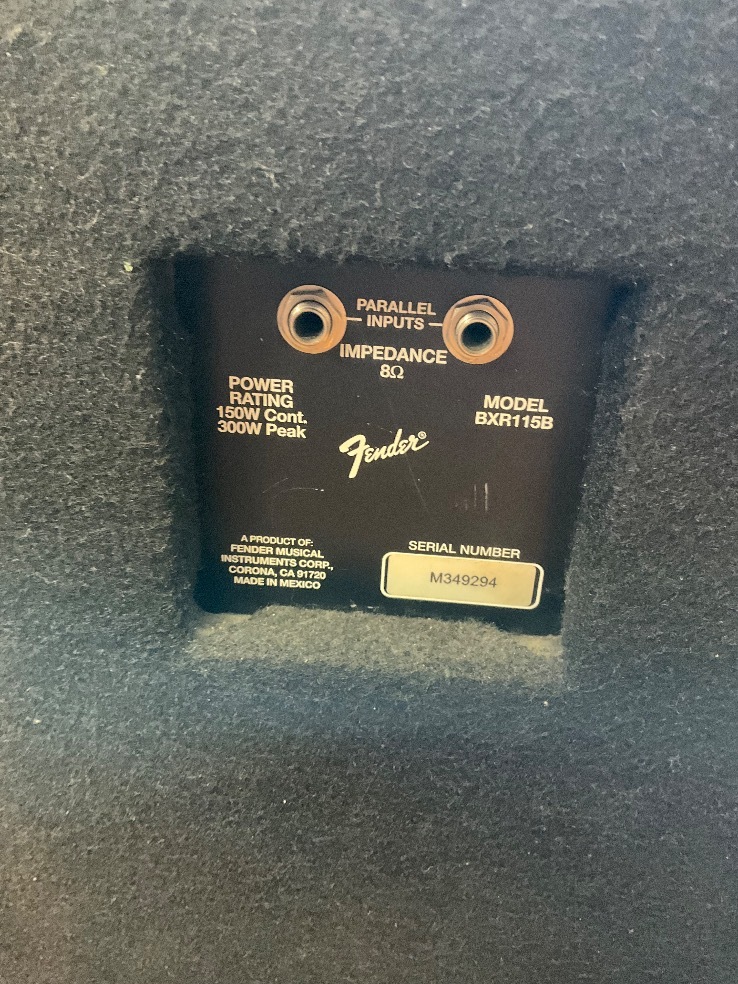 PARALLEL
INPUTS
IMPEDANCE
8Ω
POWER
RATING
150W Cont.
300W Peak
MODEL
BXR115B
Fender®
A PRODUCT OF:
FENDER MUSICAL
INSTRUMENTS CORP.,
CORONA, CA 91720
MADE IN MEXICO
SERIAL NUMBER
M349294